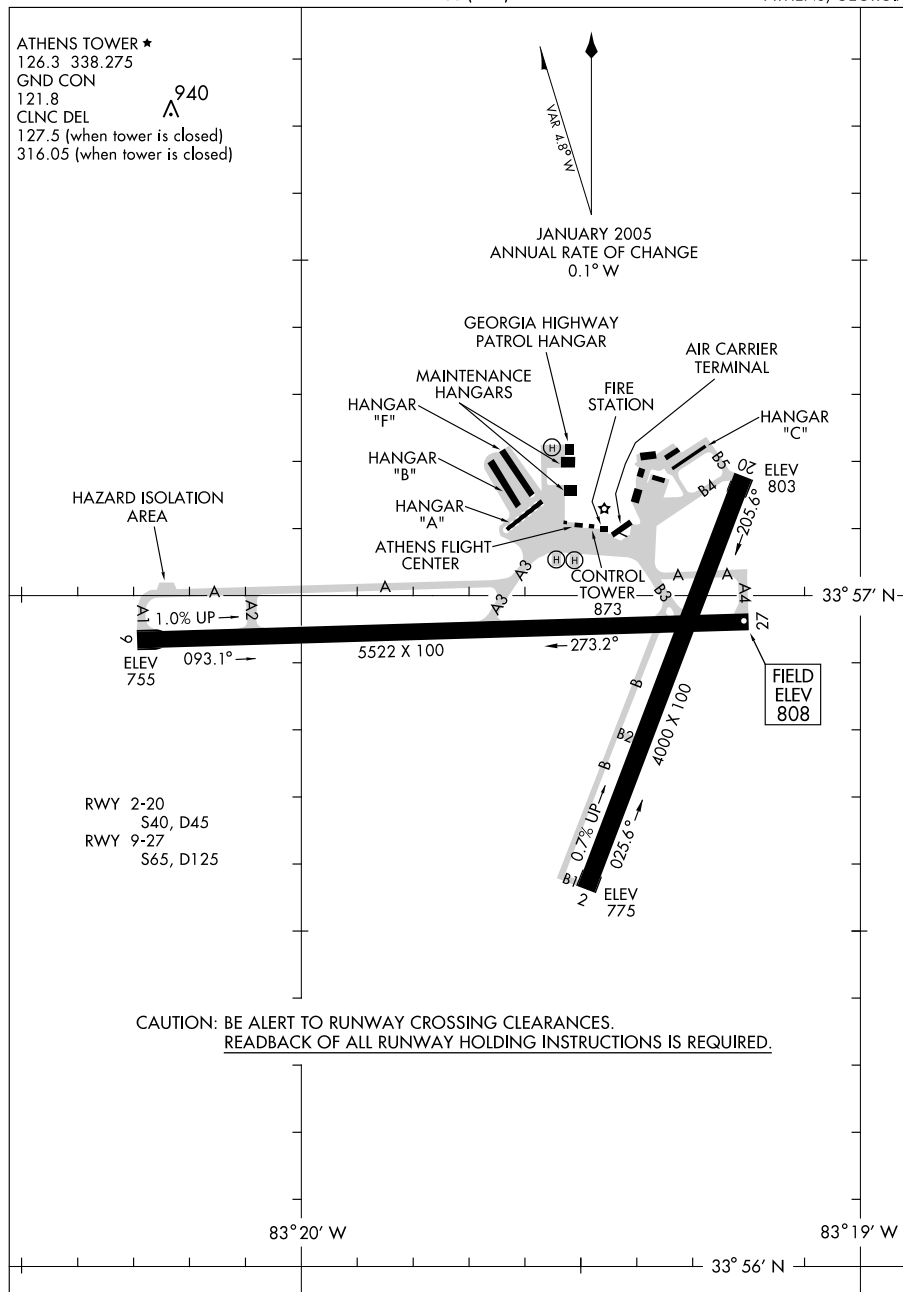 ATHENS TOWER ★
126.3 338.275
GND CON
121.8
CLNC DEL
127.5 (when tower is closed)
316.05 (when tower is closed)
940
VAR 4.8° W
JANUARY 2005
ANNUAL RATE OF CHANGE
0.1° W
GEORGIA HIGHWAY
PATROL HANGAR
AIR CARRIER
TERMINAL
MAINTENANCE
HANGARS
FIRE
STATION
HANGAR
"F"
HANGAR
"C"
HANGAR
"B"
HANGAR
"A"
H
B5
20
ELEV
803
B4
205.6°
HAZARD ISOLATION
AREA
ATHENS FLIGHT
CENTER
H
H
CONTROL
TOWER
873
A
A
A3
A3
A
A
A4
B3
33°57' N
A1
1.0% UP
A2
9
27
ELEV
755
093.1°
5522 X 100
273.2°
FIELD
ELEV
808
B
B2
B
4000 X 100
0.7% UP
025.6°
B1
2
ELEV
775
RWY 2-20
S40, D45
RWY 9-27
S65, D125
CAUTION: BE ALERT TO RUNWAY CROSSING CLEARANCES.
READBACK OF ALL RUNWAY HOLDING INSTRUCTIONS IS REQUIRED.
83°20' W
83°19' W
33°56' N